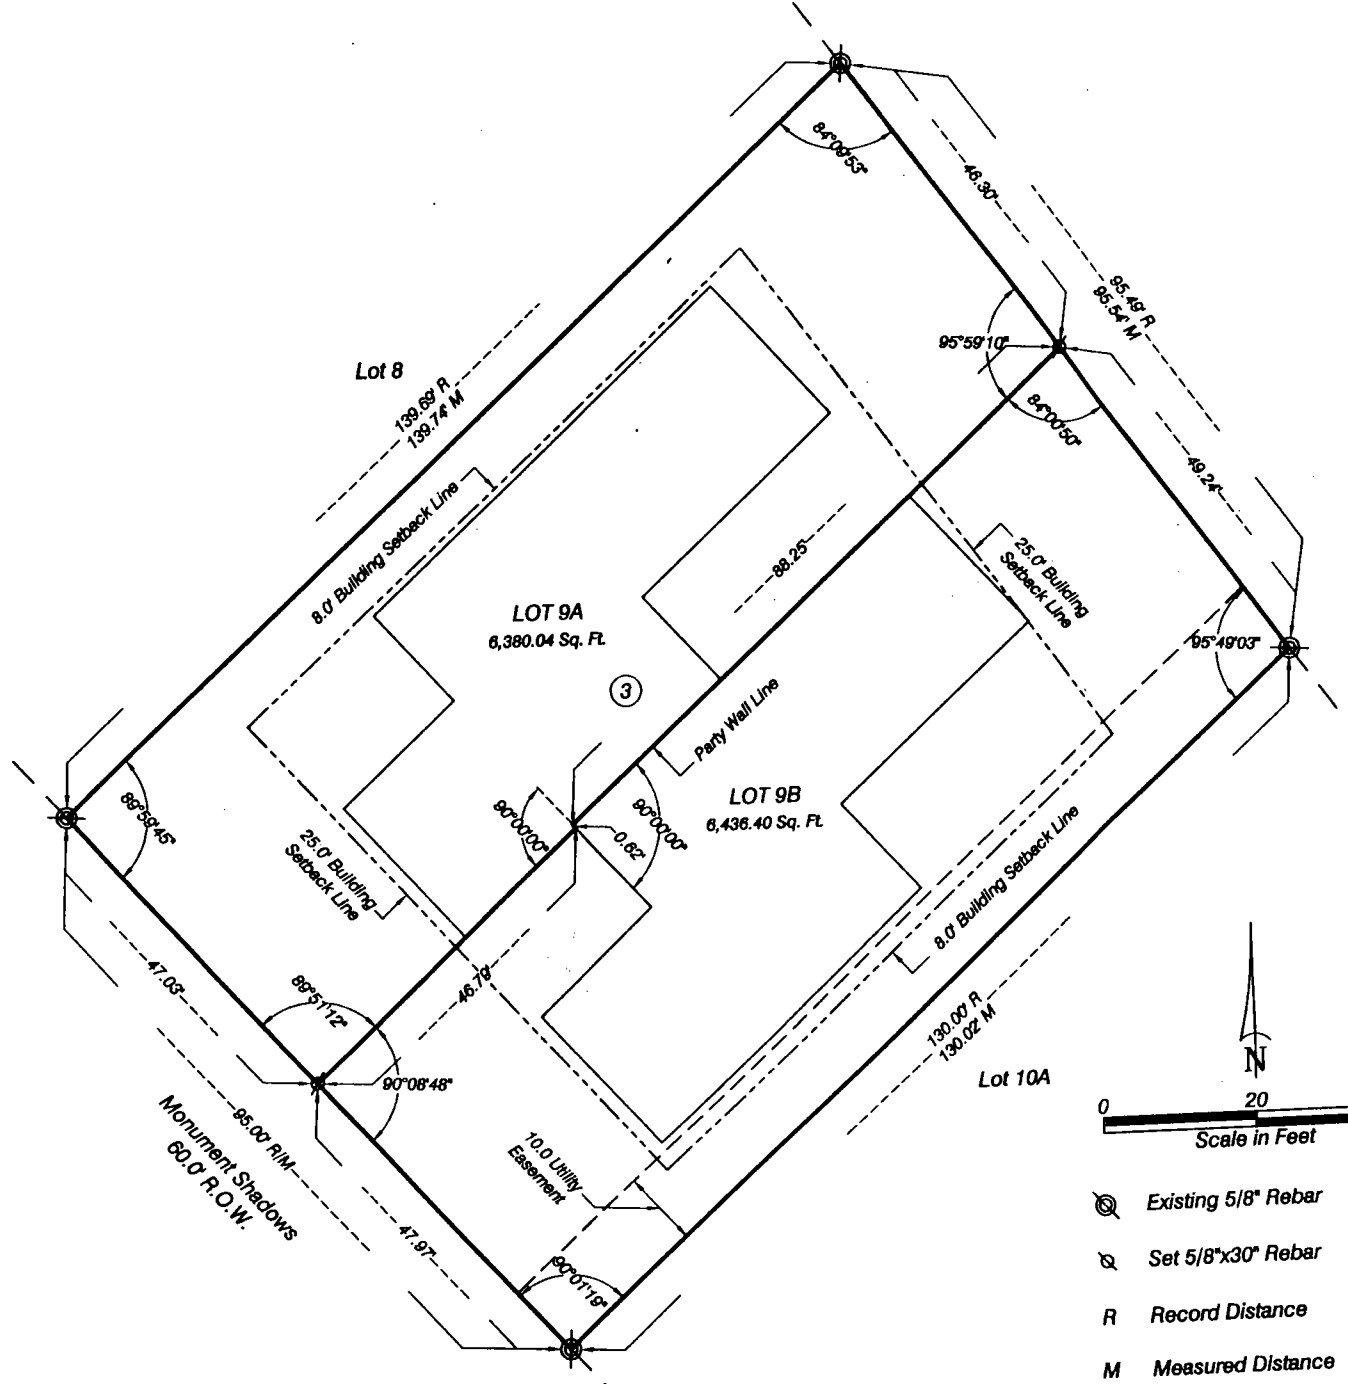 84°09'53"
46.30'
95.49' R
95.54' M
95°59'10"
84°00'50"
49.24'
95°49'03"
Lot 8
139.69' R
139.74' M
8.0' Building Setback Line
88.25'
25.0' Building
Setback Line
LOT 9A
6,380.04 Sq. Ft.
3
Party Wall Line
LOT 9B
6,436.40 Sq. Ft.
90°00'00"
90°00'00"
0.62'
89°59'45"
25.0' Building
Setback Line
8.0' Building Setback Line
46.79'
47.03'
89°51'12"
90°08'48"
130.00' R
130.02' M
Lot 10A
95.00' R/M
Monument Shadows
60.0' R.O.W.
10.0 Utility
Easement
47.97'
90°01'19"
N
0 20
Scale in Feet
Existing 5/8" Rebar
Set 5/8"x30" Rebar
R Record Distance
M Measured Distance